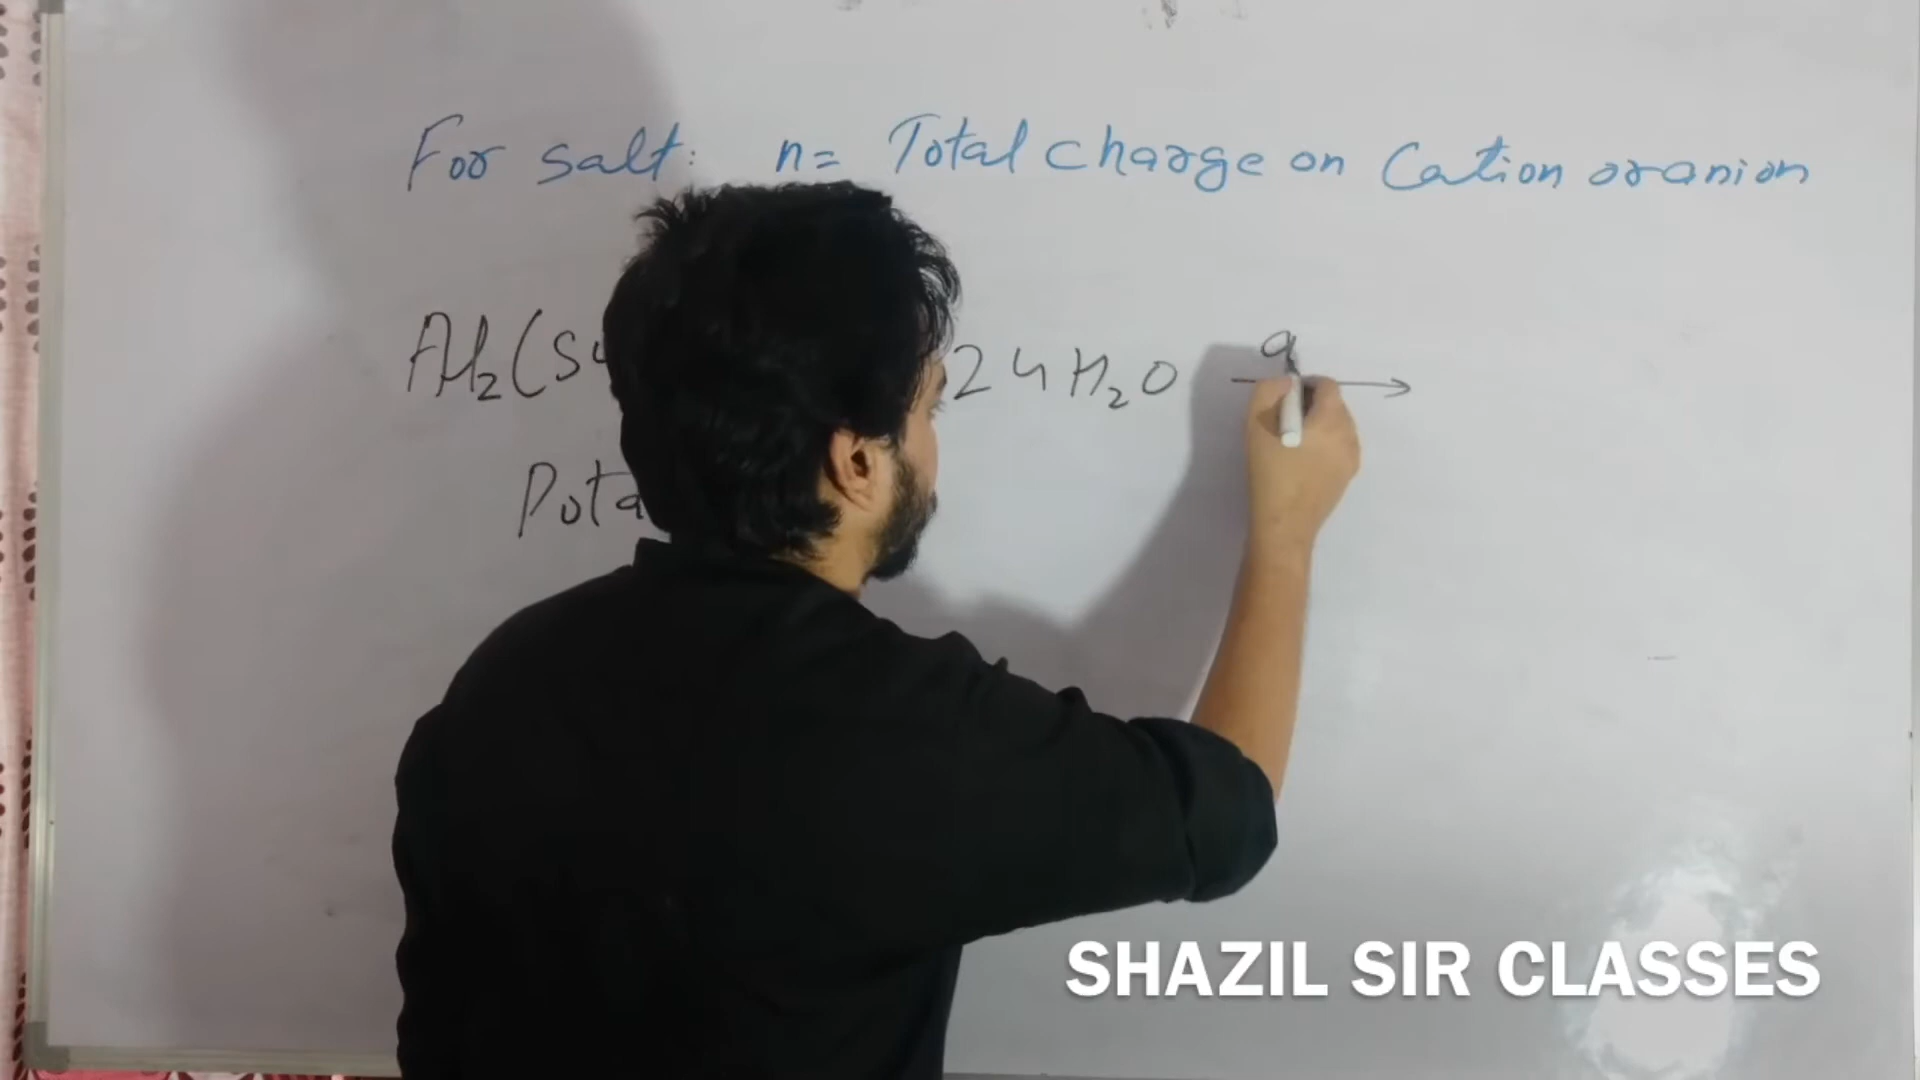 For salt: n= Total charge on Cation or anion
Al₂(S 24H₂O
a
Pota
SHAZIL SIR CLASSES